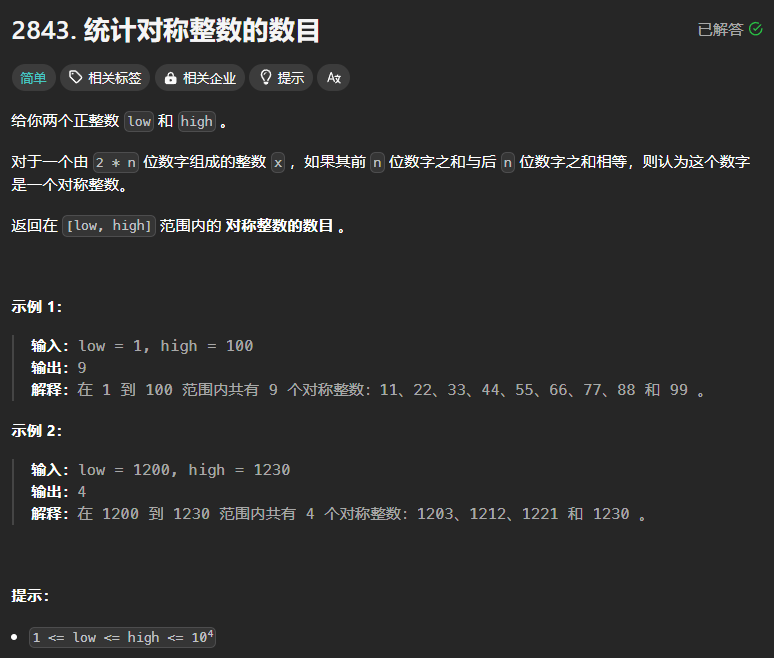 2843. 统计对称整数的数目
已解答
简单 相关标签 相关企业 提示 Az
给你两个正整数 low 和 high 。
对于一个由 2 * n 位数字组成的整数 x ，如果其前 n 位数字之和与后 n 位数字之和相等，则认为这个数字
是一个对称整数。
返回在 [low, high] 范围内的 对称整数的数目 。
示例 1：
输入：low = 1, high = 100
输出：9
解释：在 1 到 100 范围内共有 9 个对称整数：11、22、33、44、55、66、77、88 和 99 。
示例 2：
输入：low = 1200, high = 1230
输出：4
解释：在 1200 到 1230 范围内共有 4 个对称整数：1203、1212、1221 和 1230 。
提示：
1 <= low <= high <= 10⁴